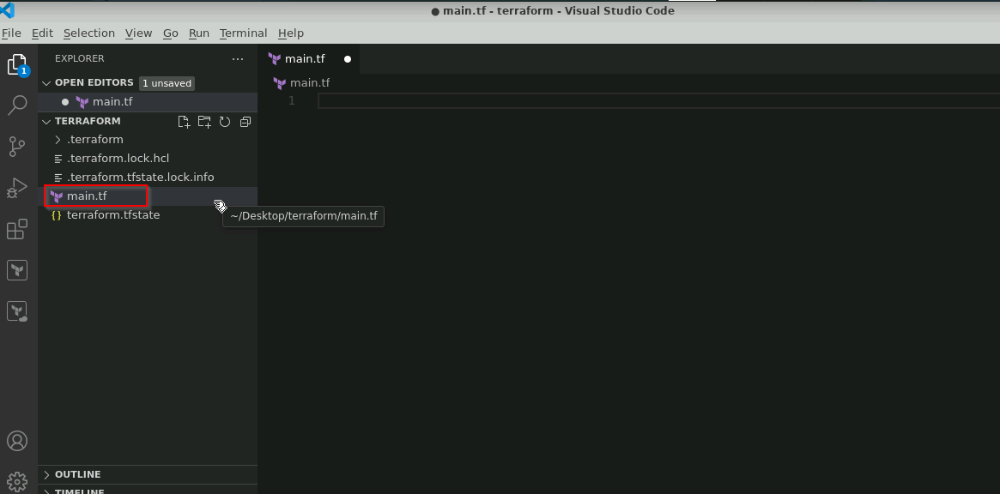 ● main.tf - terraform - Visual Studio Code
File Edit Selection View Go Run Terminal Help
1
EXPLORER ...
OPEN EDITORS 1 unsaved
● main.tf
TERRAFORM
.terraform
.terraform.lock.hcl
.terraform.tfstate.lock.info
main.tf
{} terraform.tfstate
~/Desktop/terraform/main.tf
OUTLINE
TIMELINE
main.tf ●
main.tf
1